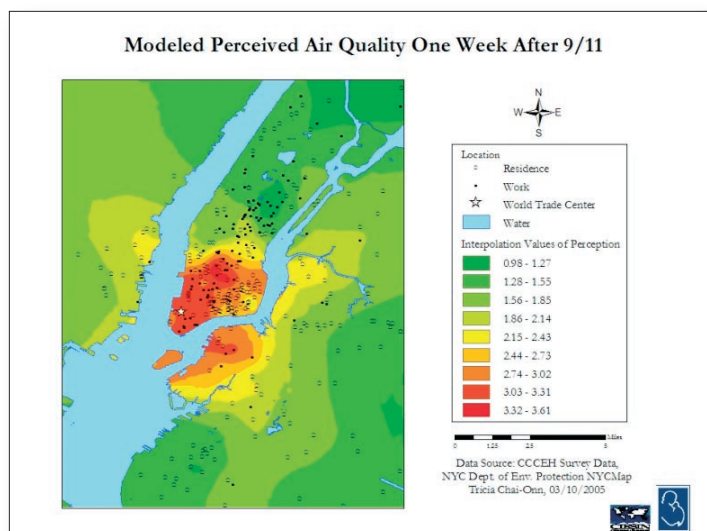 Modeled Perceived Air Quality One Week After 9/11
N
W E
S
Location
Residence
Work
World Trade Center
Water
Interpolation Values of Perception
0.98 - 1.27
1.28 - 1.55
1.56 - 1.85
1.86 - 2.14
2.15 - 2.43
2.44 - 2.73
2.74 - 3.02
3.03 - 3.31
3.32 - 3.61
Miles
0 1.25 2.5 5
Data Source: CCCEH Survey Data,
NYC Dept. of Env. Protection NYCMap
Tricia Chai-Onn, 03/10/2005